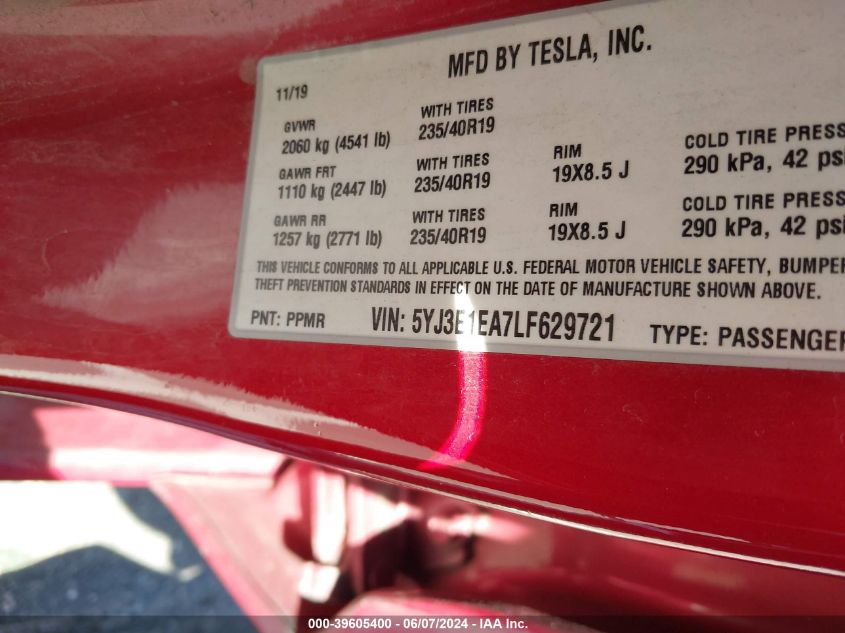 MFD BY TESLA, INC.
11/19
GVWR
2060 kg (4541 lb)
WITH TIRES
235/40R19
GAWR FRT
1110 kg (2447 lb)
WITH TIRES
235/40R19
RIM
19X8.5 J
COLD TIRE PRESS
290 kPa, 42 psi
GAWR RR
1257 kg (2771 lb)
WITH TIRES
235/40R19
RIM
19X8.5 J
COLD TIRE PRESS
290 kPa, 42 psi
THIS VEHICLE CONFORMS TO ALL APPLICABLE U.S. FEDERAL MOTOR VEHICLE SAFETY, BUMPER
THEFT PREVENTION STANDARDS IN EFFECT ON THE DATE OF MANUFACTURE SHOWN ABOVE.
PNT: PPMR VIN: 5YJ3E1EA7LF629721 TYPE: PASSENGER
000-39605400 - 06/07/2024 - IAA Inc.